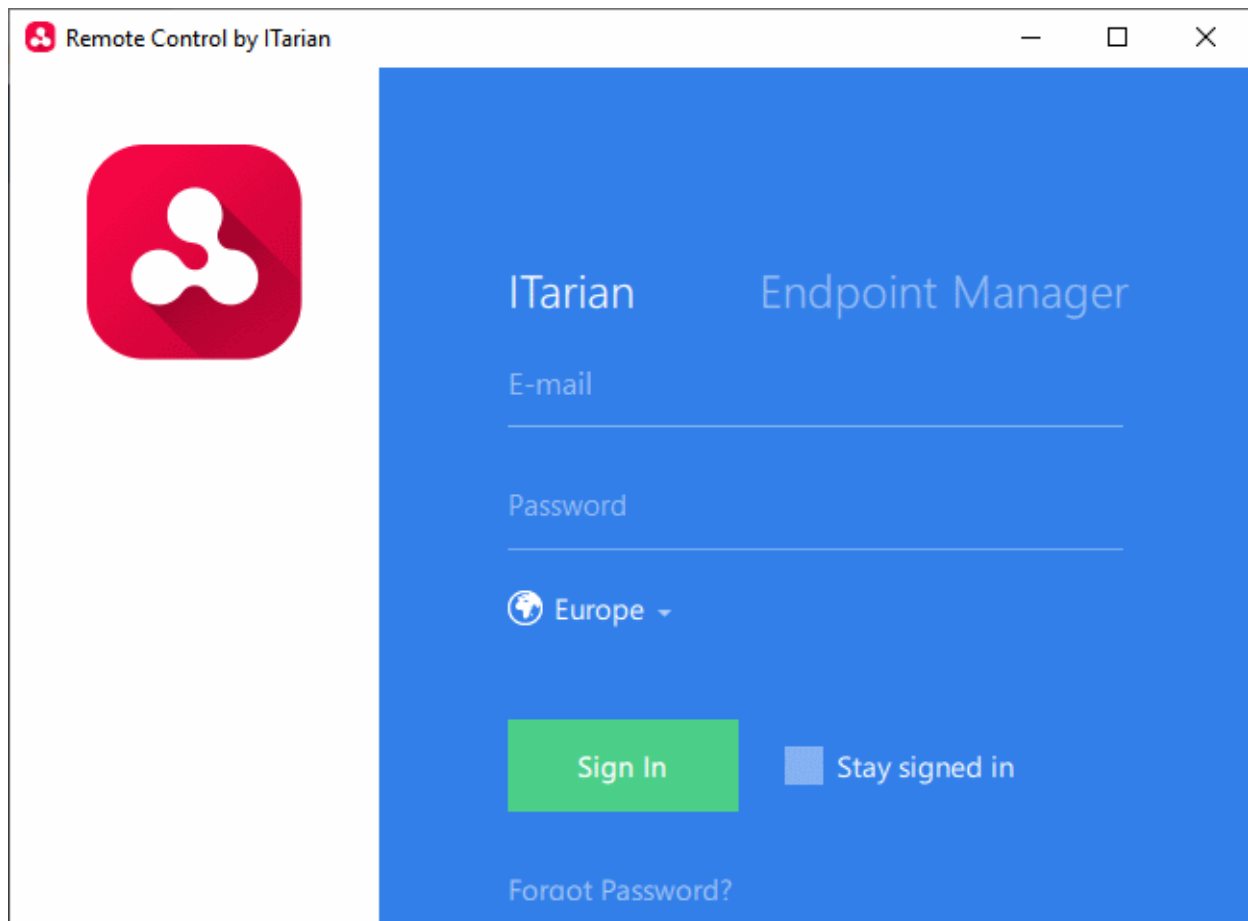 Remote Control by ITarian
ITarian Endpoint Manager
E-mail
Password
Europe
Sign In Stay signed in
Forgot Password?